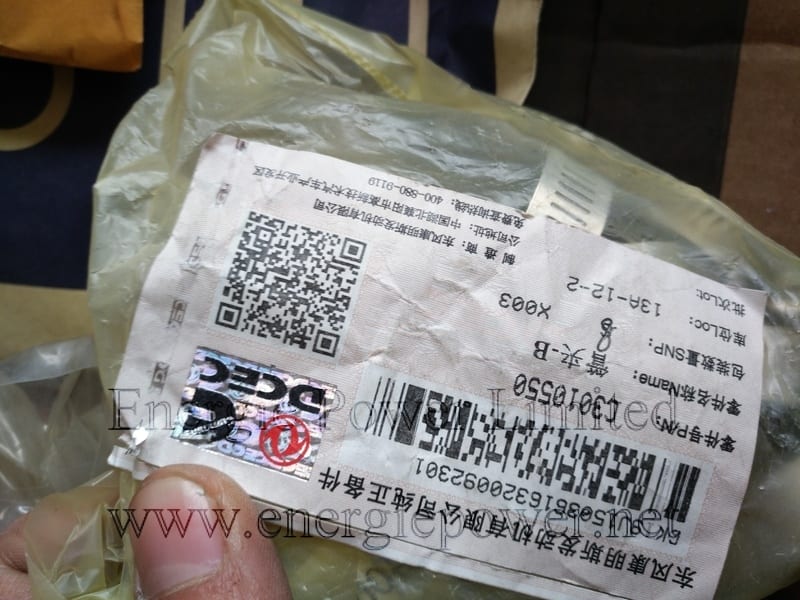 东风康明斯发动机有限公司纯正备件
零件号P/N: C3010550
零件名称Name: 管夹-B
包装数量SNP: 8
库位Loc: X003
批次Lot: 13A-12-2
制造商：东风康明斯发动机有限公司
公司地址：中国湖北襄阳市高新技术汽车产业开发区
免费查询热线：400-880-9119
DCEC
Energie Power Limited
www.energiepower.net